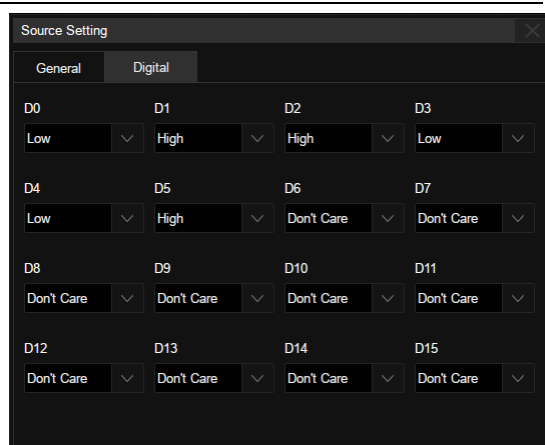 Source Setting
General Digital
D0 D1 D2 D3
Low High High Low
D4 D5 D6 D7
Low High Don't Care Don't Care
D8 D9 D10 D11
Don't Care Don't Care Don't Care Don't Care
D12 D13 D14 D15
Don't Care Don't Care Don't Care Don't Care